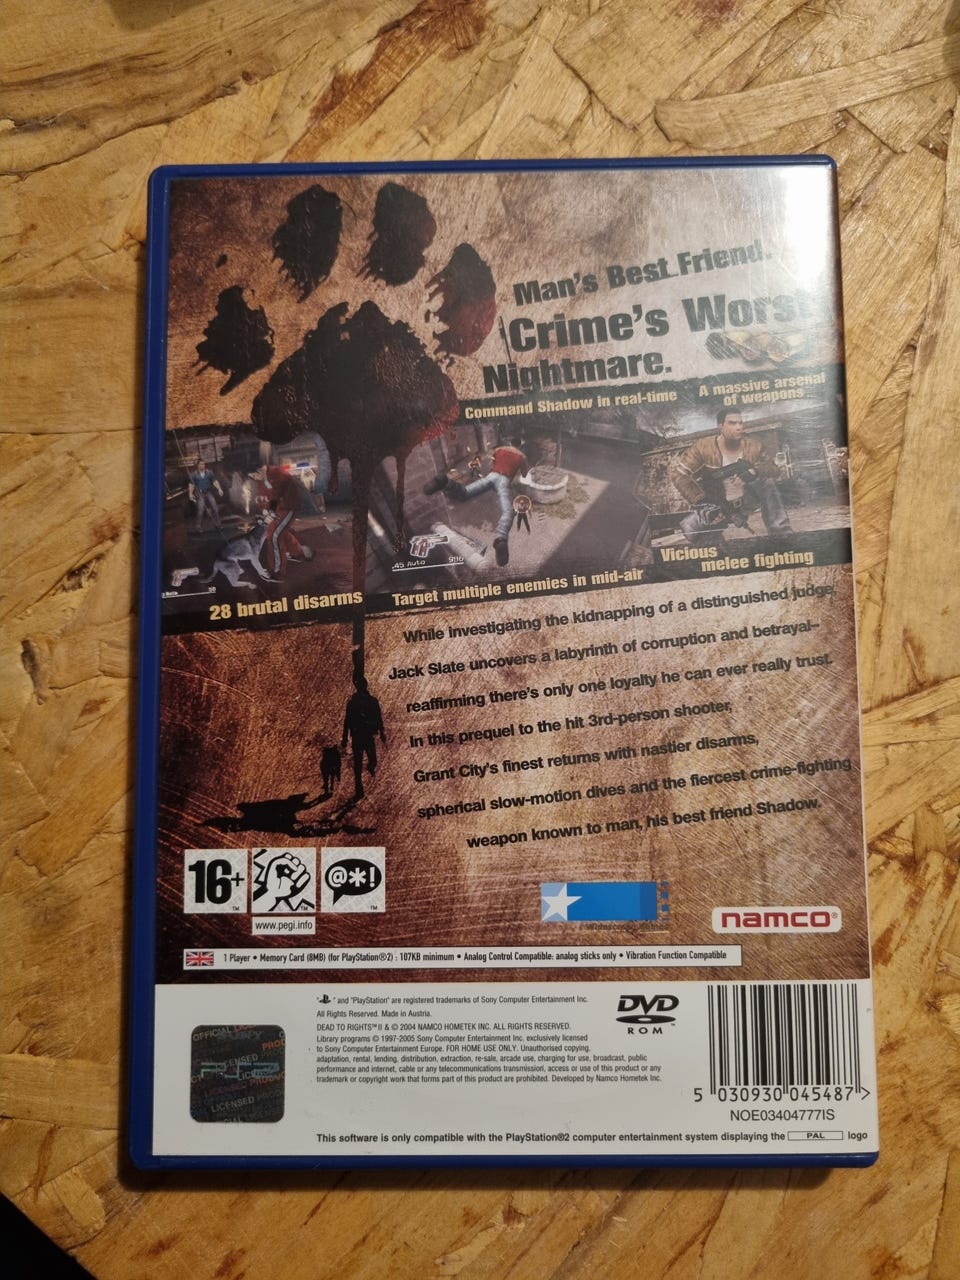 Man's Best Friend.
Crime's Worst
Nightmare.
Command Shadow in real-time
A massive arsenal
of weapons
.45 Auto 9/16
28 brutal disarms
Target multiple enemies in mid-air
Vicious
melee fighting
While investigating the kidnapping of a distinguished judge,
Jack Slate uncovers a labyrinth of corruption and betrayal–
reaffirming there's only one loyalty he can ever really trust.
In this prequel to the hit 3rd-person shooter,
Grant City's finest returns with nastier disarms,
spherical slow-motion dives and the fiercest crime-fighting
weapon known to man, his best friend Shadow.
16+™
@*!
www.pegi.info
namco®
1 Player • Memory Card (8MB) (for PlayStation®2) : 107KB minimum • Analog Control Compatible: analog sticks only • Vibration Function Compatible
"" and "PlayStation" are registered trademarks of Sony Computer Entertainment Inc.
All Rights Reserved. Made in Austria.
DEAD TO RIGHTS™ II & © 2004 NAMCO HOMETEK INC. ALL RIGHTS RESERVED.
Library programs © 1997-2005 Sony Computer Entertainment Inc. exclusively licensed
to Sony Computer Entertainment Europe. FOR HOME USE ONLY. Unauthorised copying,
adaptation, rental, lending, distribution, extraction, re-sale, arcade use, charging for use, broadcast, public
performance and internet, cable or any telecommunications transmission, access or use of this product or any
trademark or copyright work that forms part of this product are prohibited. Developed by Namco Hometek Inc.
DVD
ROM™
OFFICIAL LIC
SONY
LICENSED PRODUC
LICENSED PROD
5 030930 045487 >
NOE03404777IS
This software is only compatible with the PlayStation®2 computer entertainment system displaying the PAL logo